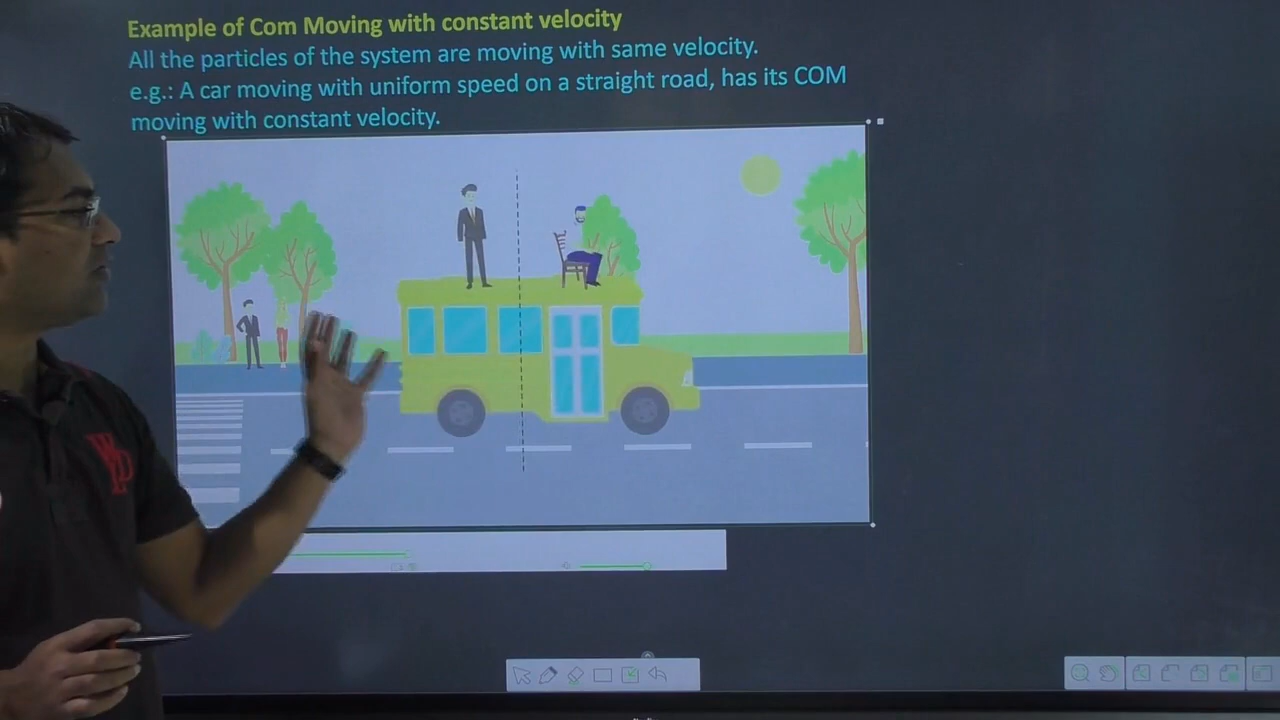 Example of Com Moving with constant velocity
All the particles of the system are moving with same velocity.
e.g.: A car moving with uniform speed on a straight road, has its COM
moving with constant velocity.